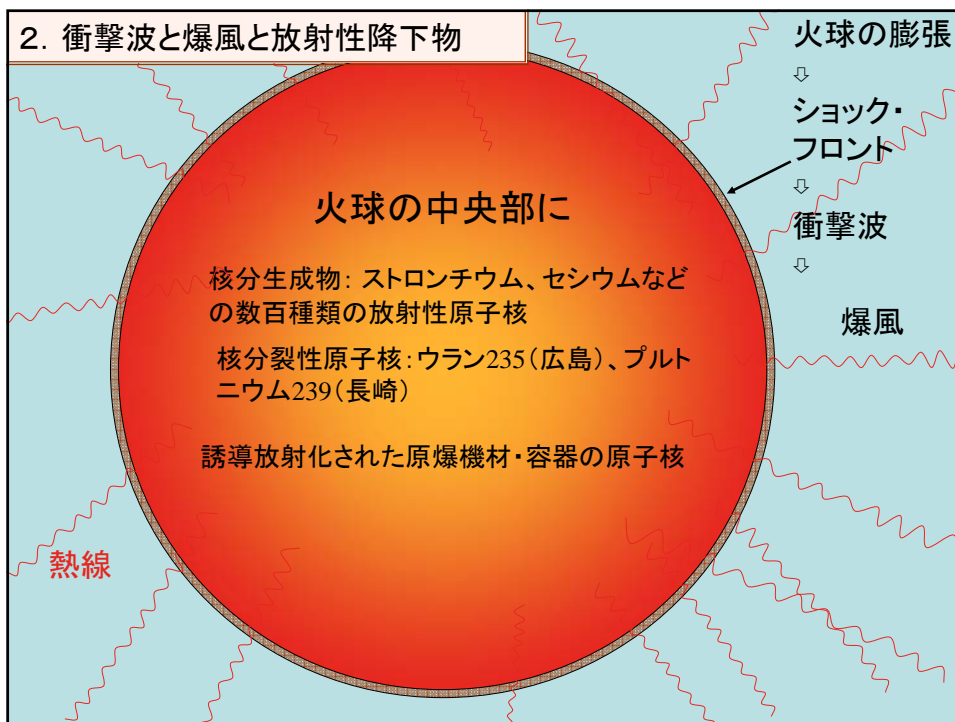 2. 衝撃波と爆風と放射性降下物
火球の膨張
⇩
ショック・
フロント
⇩
衝撃波
⇩
爆風
火球の中央部に
核分生成物: ストロンチウム、セシウムなど
の数百種類の放射性原子核
核分裂性原子核:ウラン235(広島)、プルト
ニウム239(長崎)
誘導放射化された原爆機材・容器の原子核
熱線